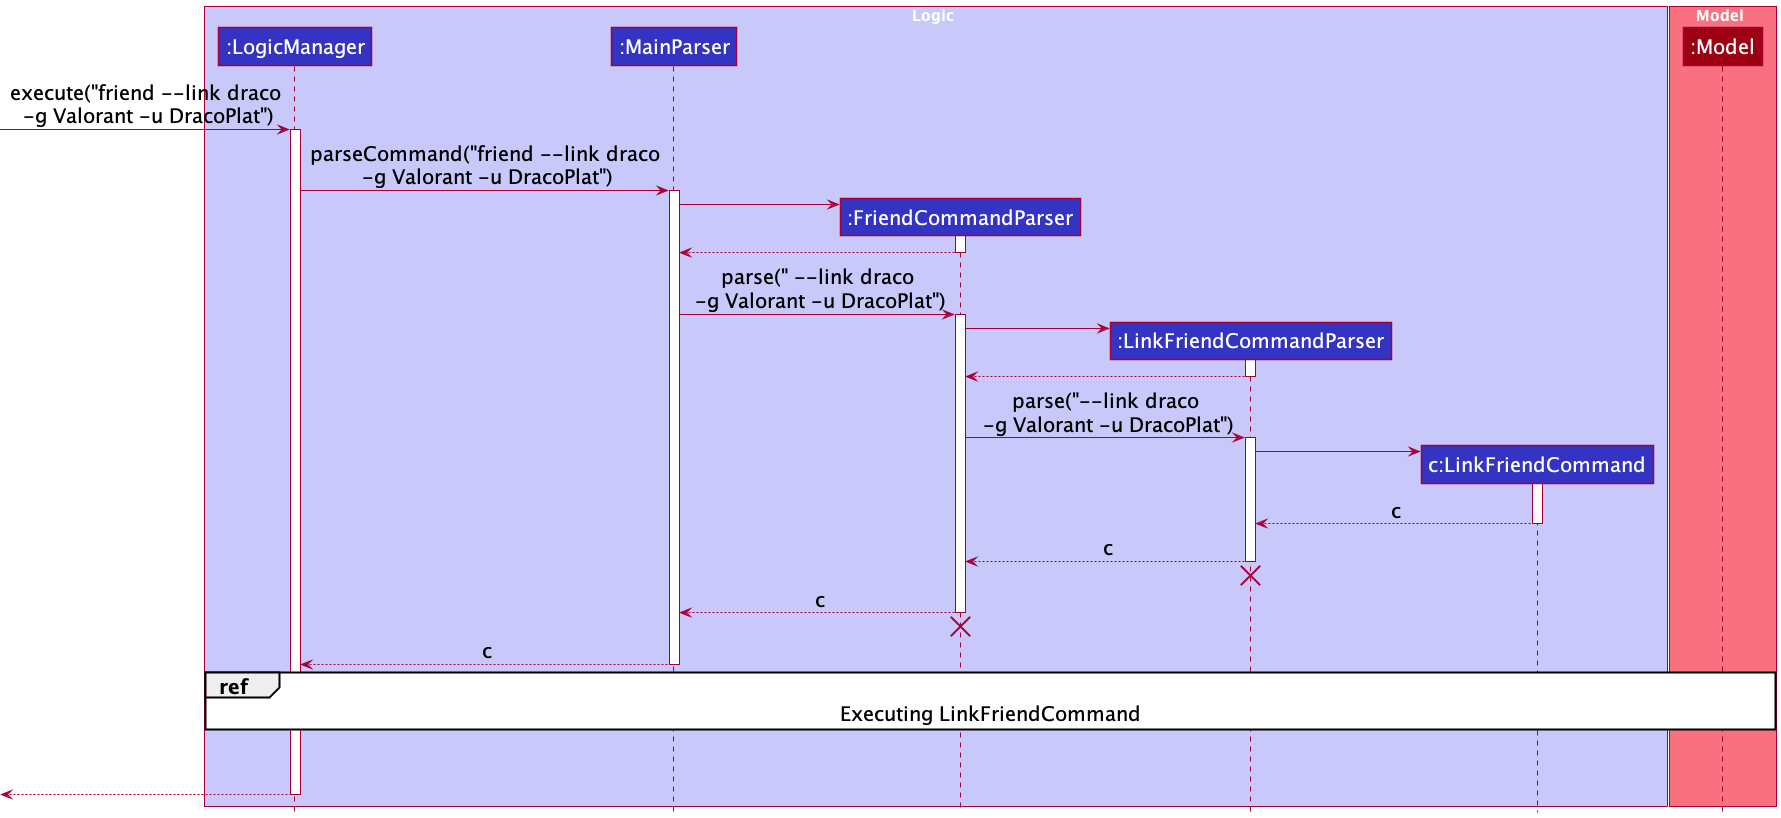 Logic
Model
:LogicManager
:MainParser
:Model
execute("friend --link draco
-g Valorant -u DracoPlat")
parseCommand("friend --link draco
-g Valorant -u DracoPlat")
:FriendCommandParser
parse(" --link draco
-g Valorant -u DracoPlat")
:LinkFriendCommandParser
parse("--link draco
-g Valorant -u DracoPlat")
c:LinkFriendCommand
c
c
c
c
ref
Executing LinkFriendCommand